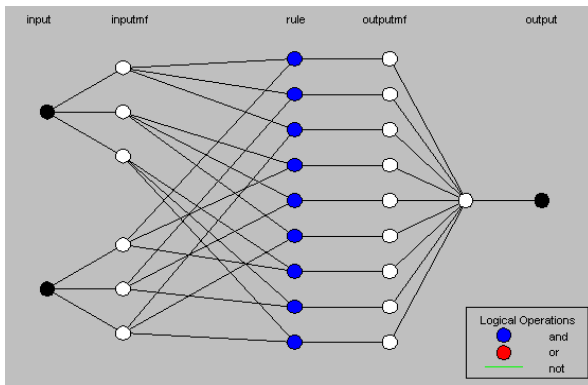 input inputmf rule outputmf output
Logical Operations
and
or
not